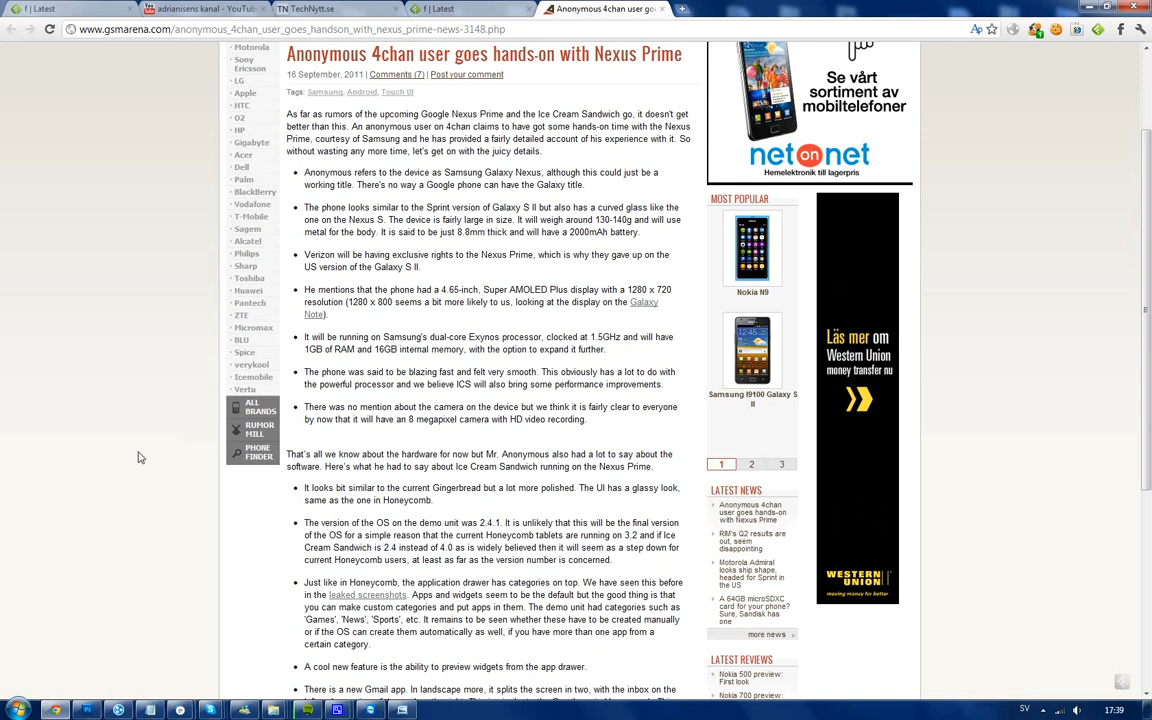 f | Latest
adrianisens kanal - YouTu
TechNytt.se
f | Latest
Anonymous 4chan user goe
www.gsmarena.com/anonymous_4chan_user_goes_handson_with_nexus_prime-news-3148.php
Motorola
Sony
Ericsson
LG
Apple
HTC
O2
HP
Gigabyte
Acer
Dell
Palm
BlackBerry
Vodafone
T-Mobile
Sagem
Alcatel
Philips
Sharp
Toshiba
Huawei
Pantech
ZTE
Micromax
BLU
Spice
verykool
Icemobile
Vertu
ALL
BRANDS
RUMOR
MILL
PHONE
FINDER
Anonymous 4chan user goes hands-on with Nexus Prime
16 September, 2011 | Comments (7) | Post your comment
Tags: Samsung, Android, Touch UI
As far as rumors of the upcoming Google Nexus Prime and the Ice Cream Sandwich go, it doesn't get
better than this. An anonymous user on 4chan claims to have got some hands-on time with the Nexus
Prime, courtesy of Samsung and he has provided a fairly detailed account of his experience with it. So
without wasting any more time, let's get on with the juicy details.
Anonymous refers to the device as Samsung Galaxy Nexus, although this could just be a
working title. There's no way a Google phone can have the Galaxy title.
The phone looks similar to the Sprint version of Galaxy S II but also has a curved glass like the
one on the Nexus S. The device is fairly large in size. It will weigh around 130-140g and will use
metal for the body. It is said to be just 8.8mm thick and will have a 2000mAh battery.
Verizon will be having exclusive rights to the Nexus Prime, which is why they gave up on the
US version of the Galaxy S II.
He mentions that the phone had a 4.65-inch, Super AMOLED Plus display with a 1280 x 720
resolution (1280 x 800 seems a bit more likely to us, looking at the display on the Galaxy
Note).
It will be running on Samsung's dual-core Exynos processor, clocked at 1.5GHz and will have
1GB of RAM and 16GB internal memory, with the option to expand it further.
The phone was said to be blazing fast and felt very smooth. This obviously has a lot to do with
the powerful processor and we believe ICS will also bring some performance improvements.
There was no mention about the camera on the device but we think it is fairly clear to everyone
by now that it will have an 8 megapixel camera with HD video recording.
That's all we know about the hardware for now but Mr. Anonymous also had a lot to say about the
software. Here's what he had to say about Ice Cream Sandwich running on the Nexus Prime.
It looks bit similar to the current Gingerbread but a lot more polished. The UI has a glassy look,
same as the one in Honeycomb.
The version of the OS on the demo unit was 2.4.1. It is unlikely that this will be the final version
of the OS for a simple reason that the current Honeycomb tablets are running on 3.2 and if Ice
Cream Sandwich is 2.4 instead of 4.0 as is widely believed then it will seem as a step down for
current Honeycomb users, at least as far as the version number is concerned.
Just like in Honeycomb, the application drawer has categories on top. We have seen this before
in the leaked screenshots. Apps and widgets seem to be the default but the good thing is that
you can make custom categories and put apps in them. The demo unit had categories such as
'Games', 'News', 'Sports', etc. It remains to be seen whether these have to be created manually
or if the OS can create them automatically as well, if you have more than one app from a
certain category.
A cool new feature is the ability to preview widgets from the app drawer.
There is a new Gmail app. In landscape more, it splits the screen in two, with the inbox on the
Se vårt
sortiment av
mobiltelefoner
net on net
Hemelektronik till lagerpris
MOST POPULAR
Nokia N9
Samsung I9100 Galaxy S
II
1 2 3
LATEST NEWS
Anonymous 4chan
user goes hands-on
with Nexus Prime
RIM's Q2 results are
out, seem
disappointing
Motorola Admiral
looks ship shape,
headed for Sprint in
the US
A 64GB microSDXC
card for your phone?
Sure, Sandisk has
one
more news
LATEST REVIEWS
Nokia 500 preview:
First look
Nokia 700 preview:
Läs mer om
Western Union
money transfer nu
WESTERN
UNION
moving money for better
SV
17:39